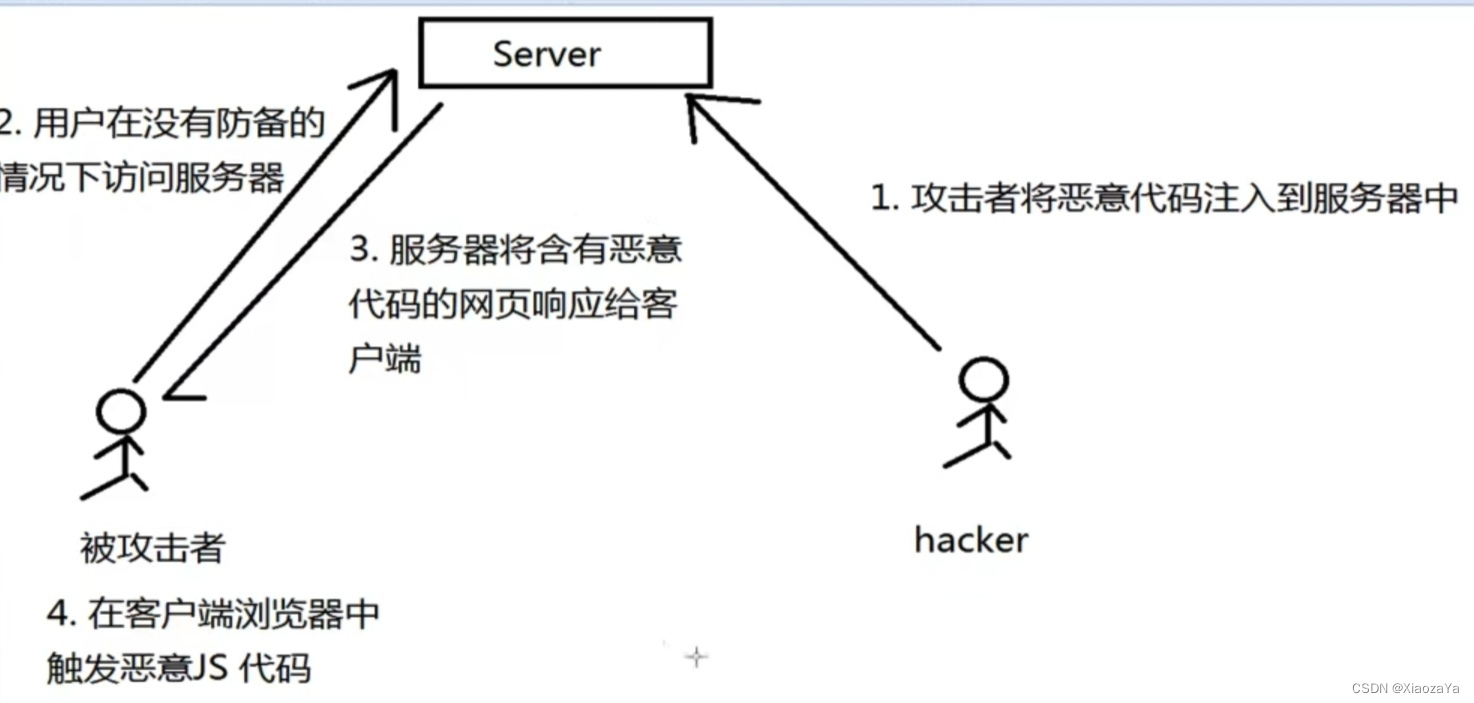 Server
2. 用户在没有防备的
情况下访问服务器
1. 攻击者将恶意代码注入到服务器中
3. 服务器将含有恶意
代码的网页响应给客
户端
被攻击者
hacker
4. 在客户端浏览器中
触发恶意JS 代码
CSDN @XiaozaYa